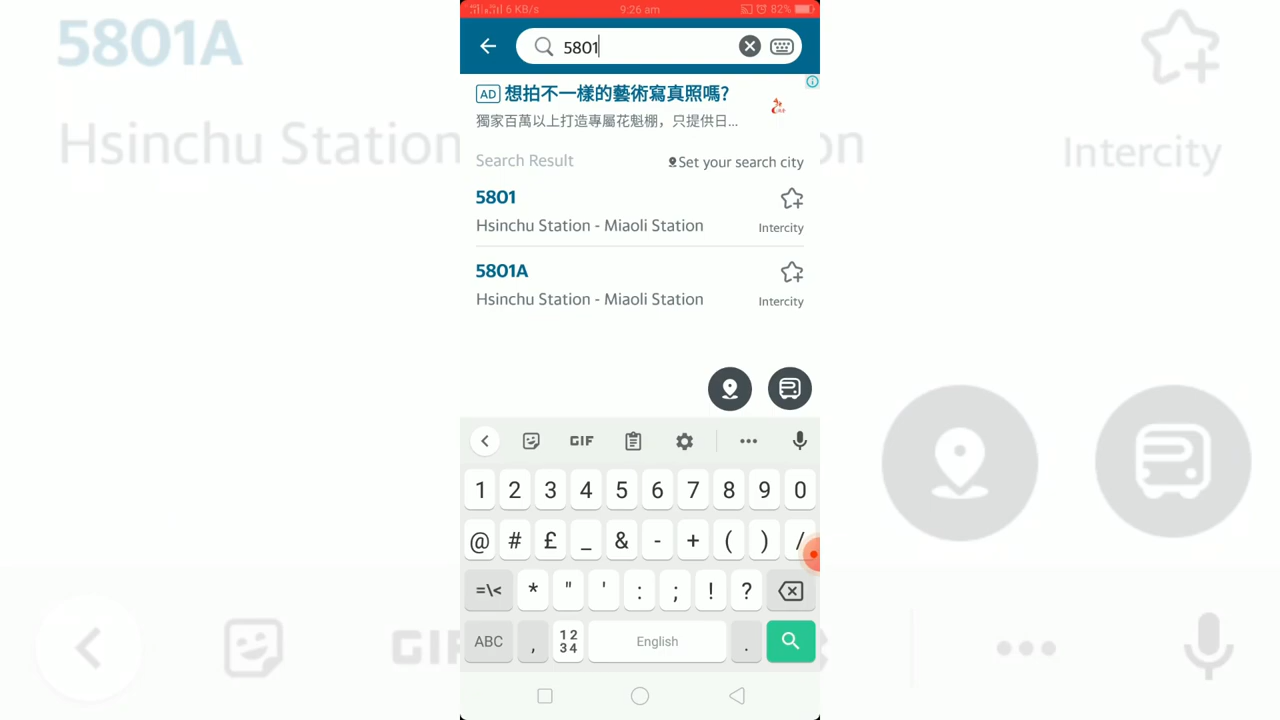 6 KB/s 9:26 am 82%
5801
AD 想拍不一樣的藝術寫真照嗎?
獨家百萬以上打造專屬花魁棚，只提供日...
Search Result Set your search city
5801
Hsinchu Station - Miaoli Station Intercity
5801A
Hsinchu Station - Miaoli Station Intercity
GIF
1 2 3 4 5 6 7 8 9 0
@ # £ _ & - + ( ) /
=\< * " ' : ; ! ?
ABC , 12 34 English .
5801A
Hsinchu Station
on
Intercity
GIF